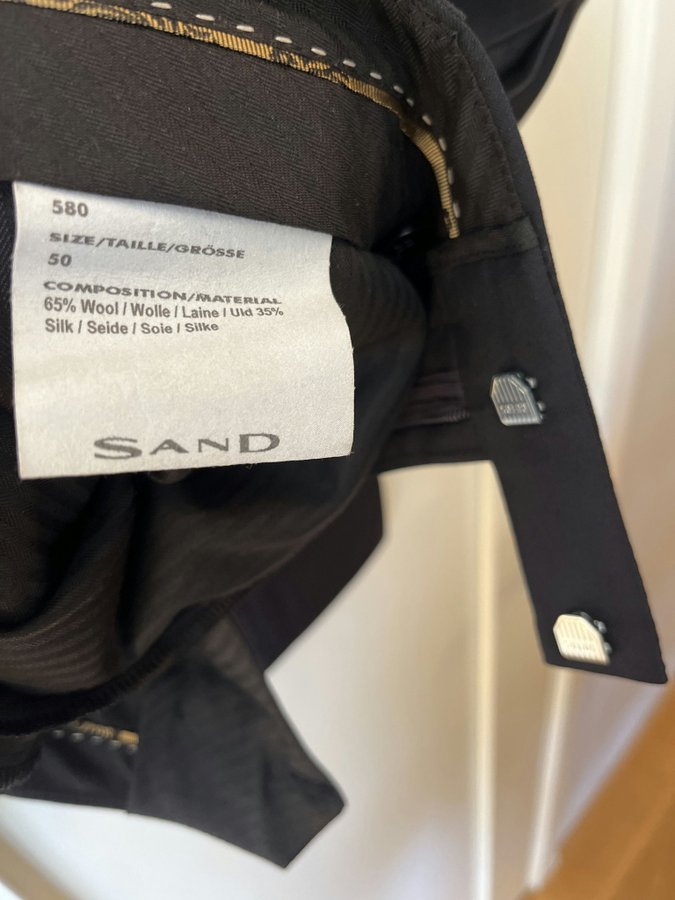 580
SIZE/TAILLE/GRÖSSE
50
COMPOSITION/MATERIAL
65% Wool / Wolle / Laine / Uld 35%
Silk / Seide / Soie / Silke
SAND